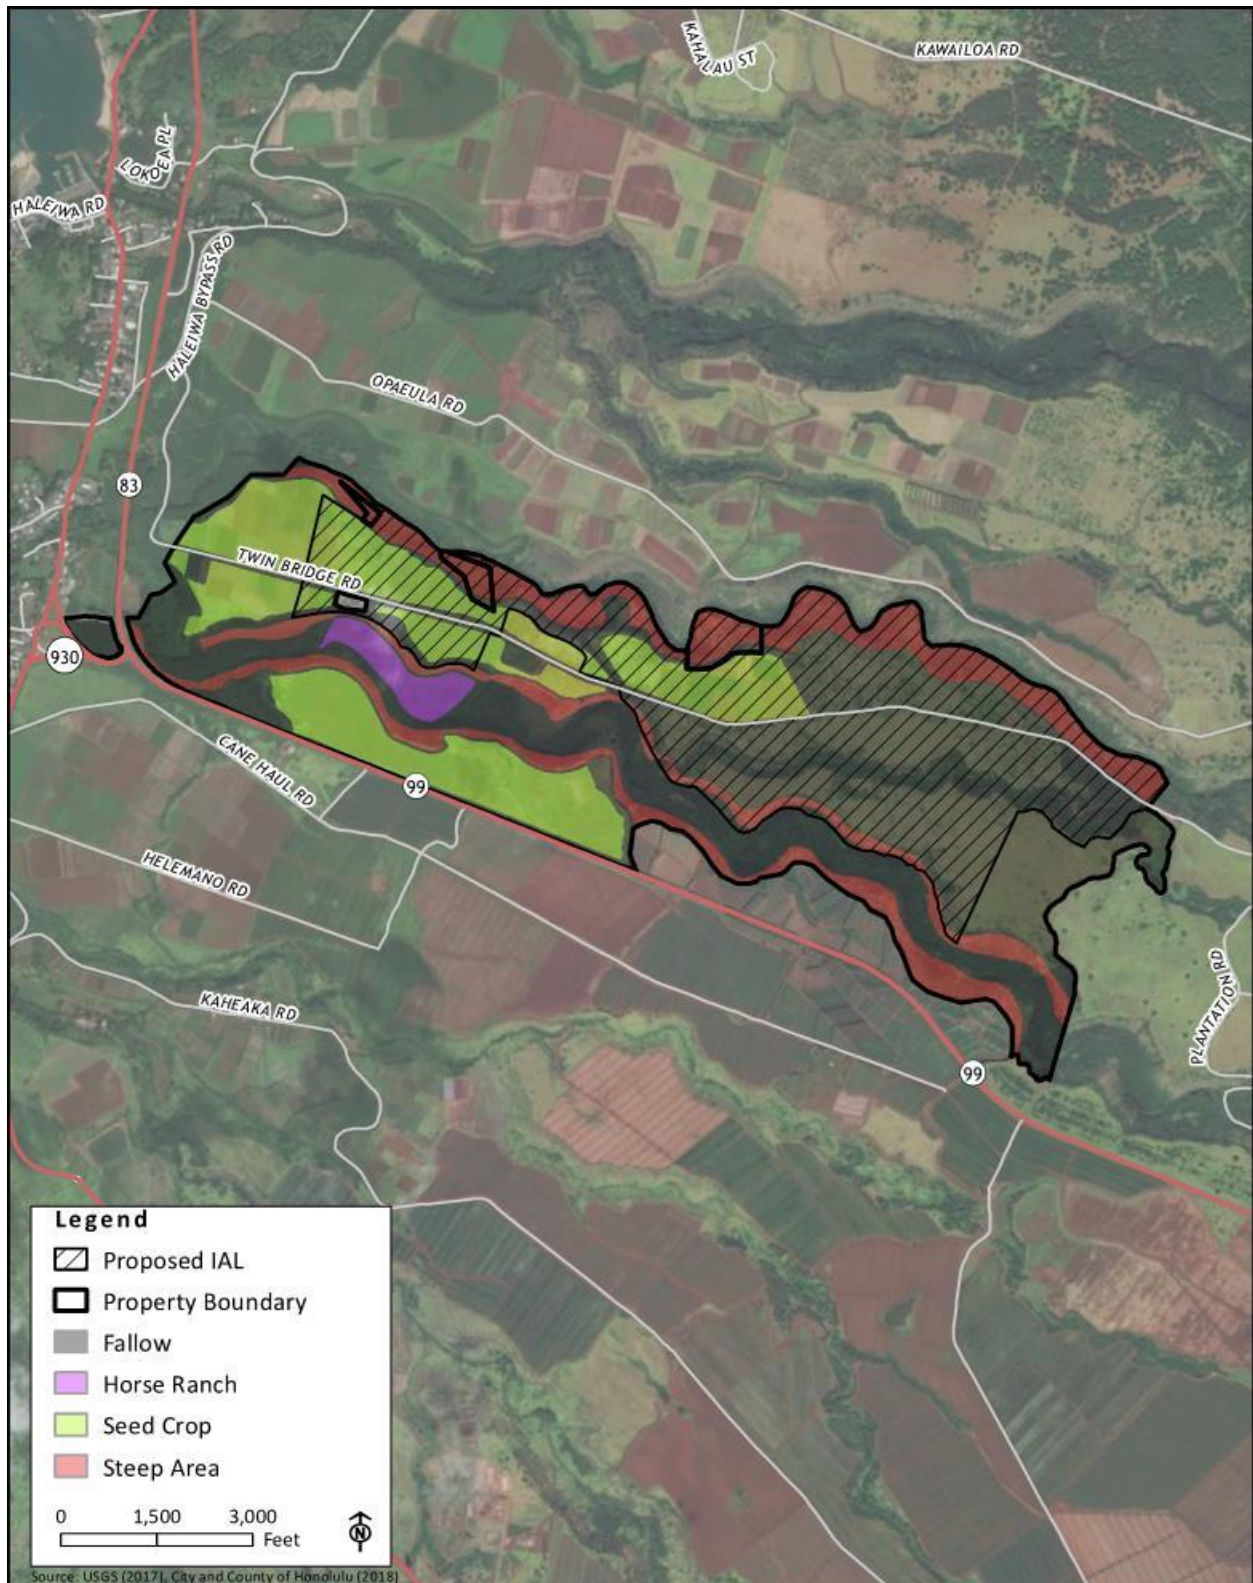 KAHALAU ST
KAWAILOA RD
LOKOEA PL
HALEIWA RD
HALEIWA BYPASS RD
OPAEULA RD
83
TWIN BRIDGE RD
930
CANE HAUL RD
99
HELEMANO RD
KAHEAKA RD
PLANTATION RD
99
Legend
Proposed IAL
Property Boundary
Fallow
Horse Ranch
Seed Crop
Steep Area
0 1,500 3,000
Feet
N
Source: USGS (2017), City and County of Honolulu (2018)